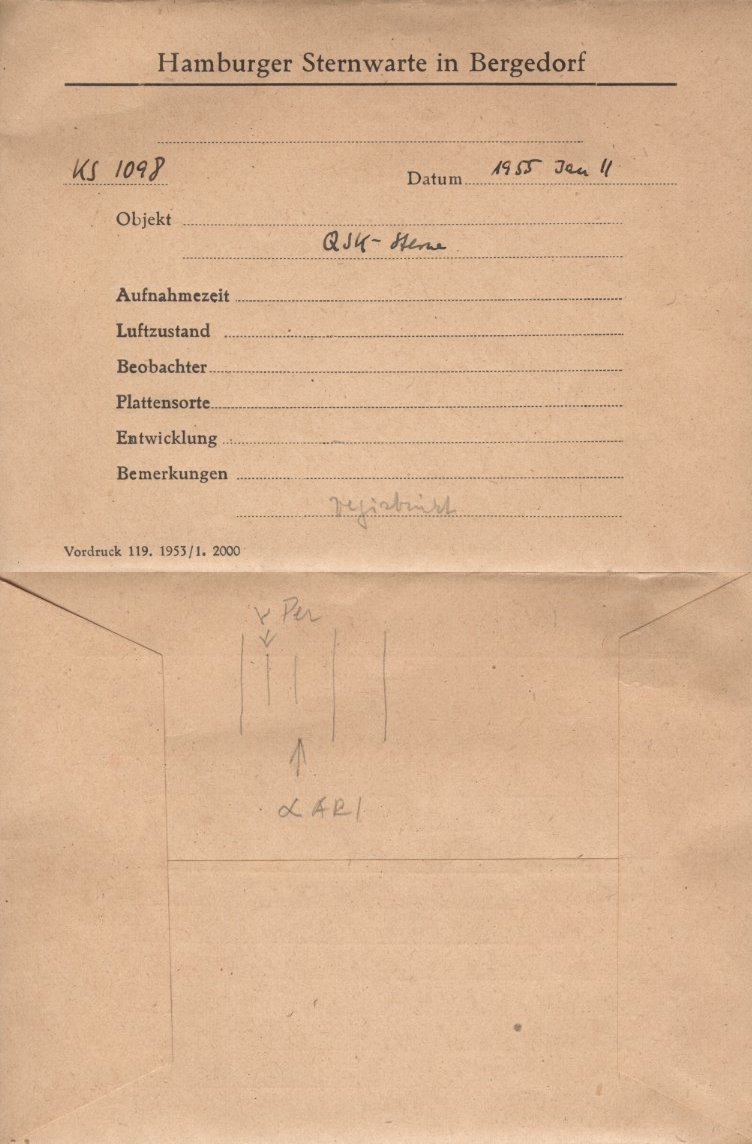 Hamburger Sternwarte in Bergedorf
KS 1098
Datum 1955 Jan 11
Objekt
QSK-Sterne
Aufnahmezeit
Luftzustand
Beobachter
Plattensorte
Entwicklung
Bemerkungen
registriert
Vordruck 119. 1953/1. 2000
γ Per
α ARI